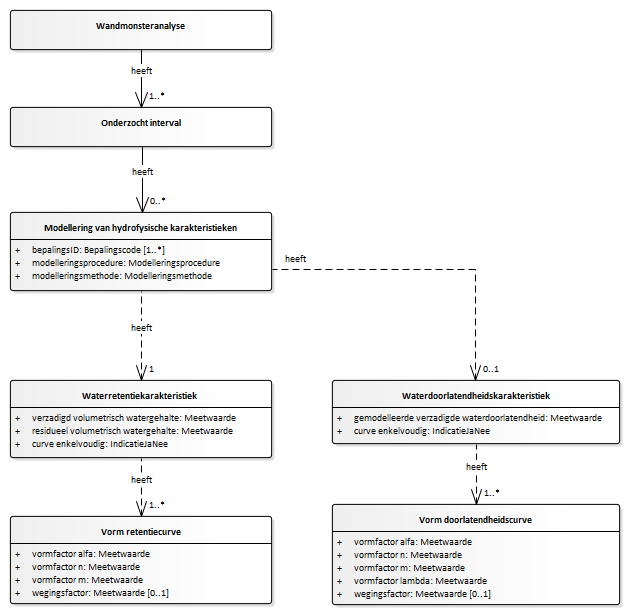 Wandmonsteranalyse
heeft
1..*
Onderzocht interval
heeft
0..*
Modellering van hydrofysische karakteristieken
+ bepalingsID: Bepalingscode [1..*]
+ modelleringsprocedure: Modelleringsprocedure
+ modelleringsmethode: Modelleringsmethode
heeft
heeft
1
0..1
Waterretentiekarakteristiek
+ verzadigd volumetrisch watergehalte: Meetwaarde
+ residueel volumetrisch watergehalte: Meetwaarde
+ curve enkelvoudig: IndicatieJaNee
Waterdoorlatendheidskarakteristiek
+ gemodelleerde verzadigde waterdoorlatendheid: Meetwaarde
+ curve enkelvoudig: IndicatieJaNee
heeft
1..*
heeft
1..*
Vorm retentiecurve
+ vormfactor alfa: Meetwaarde
+ vormfactor n: Meetwaarde
+ vormfactor m: Meetwaarde
+ wegingsfactor: Meetwaarde [0..1]
Vorm doorlatendheidscurve
+ vormfactor alfa: Meetwaarde
+ vormfactor n: Meetwaarde
+ vormfactor m: Meetwaarde
+ vormfactor lambda: Meetwaarde
+ wegingsfactor: Meetwaarde [0..1]